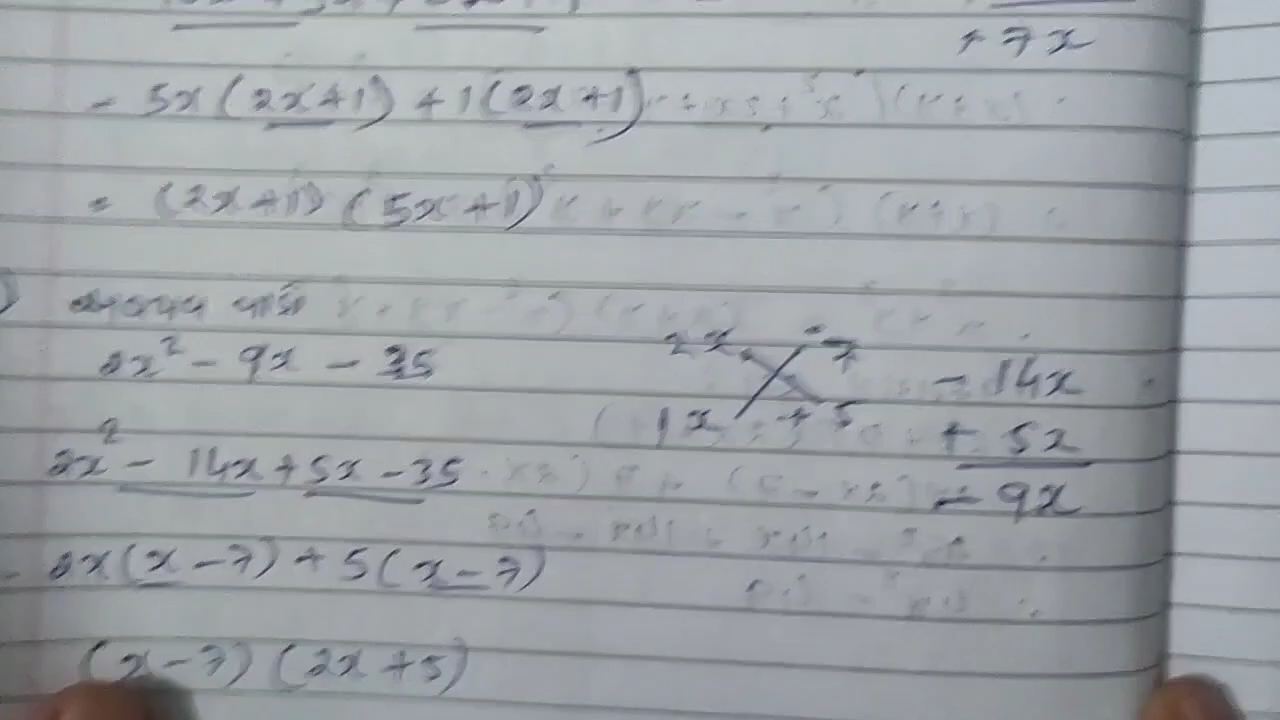 + 7x
= 5x (2x+1) + 1 (2x+1)
= (2x+1) (5x+1)
2x² - 9x - 35
2x -7 - 14x
1x +5 + 5x
2x² - 14x + 5x - 35 - 9x
= 2x (x - 7) + 5 (x - 7)
(x - 7) (2x + 5)